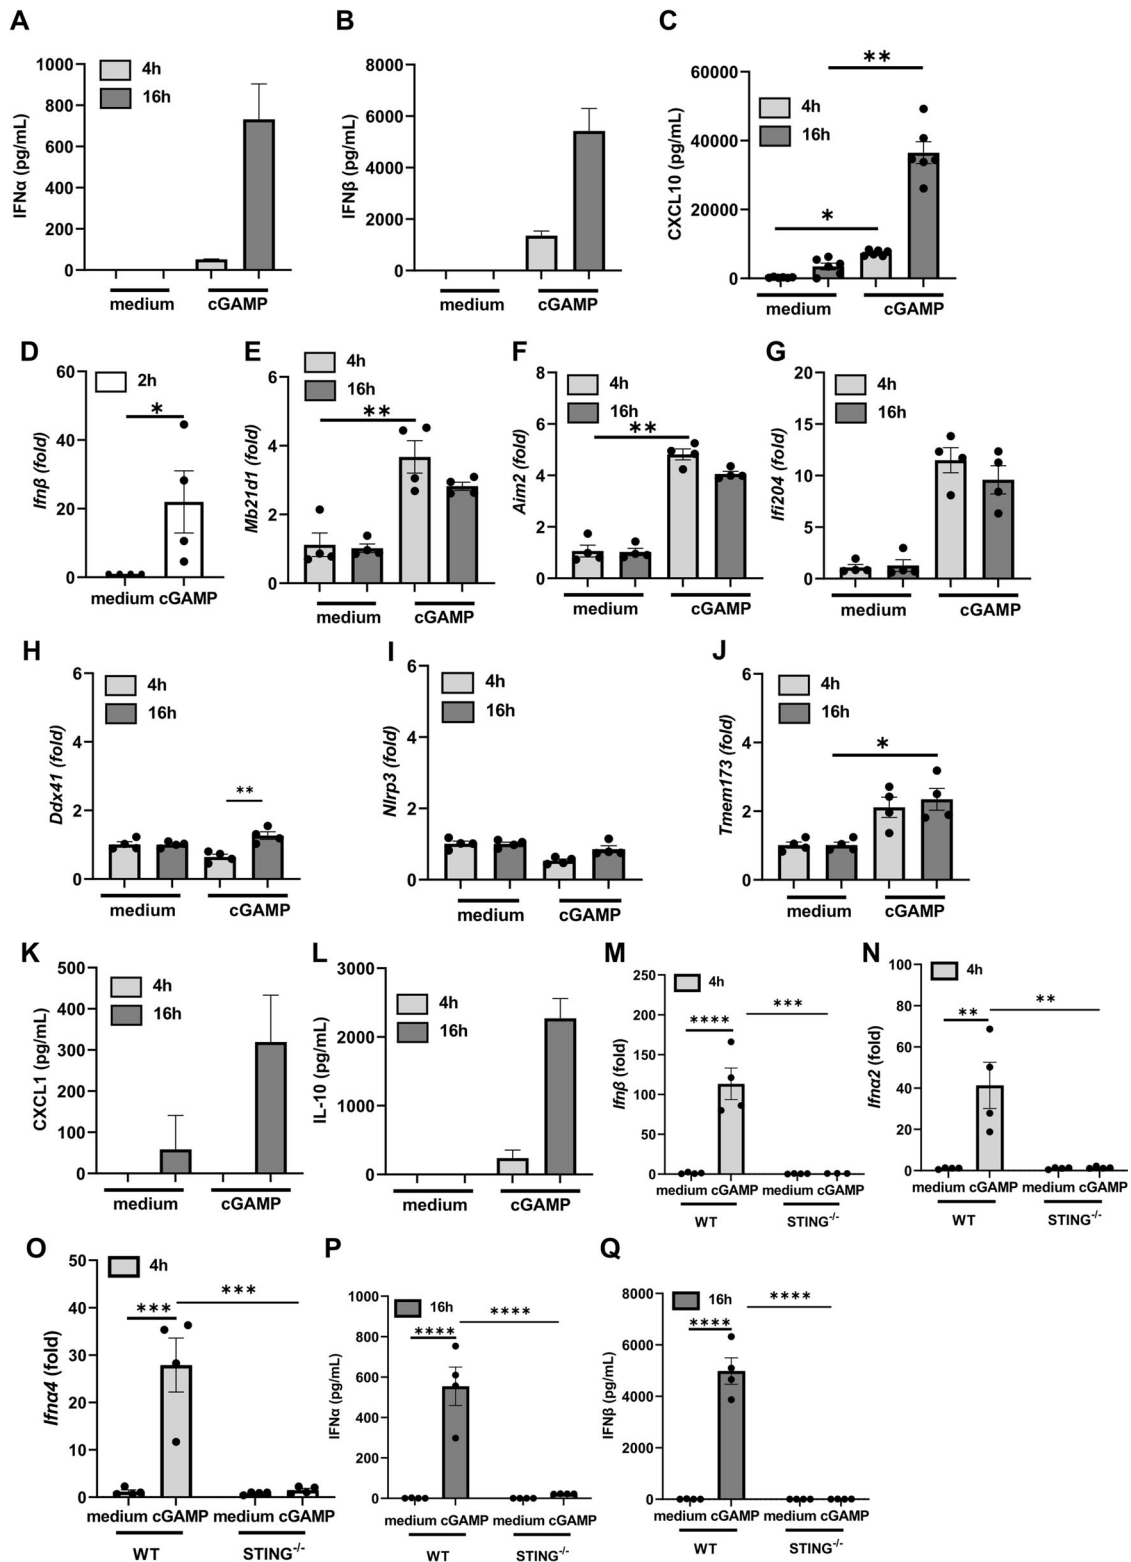 A
IFNα (pg/mL)
1000
800
600
400
200
0
4h
16h
medium
cGAMP
B
IFNβ (pg/mL)
8000
6000
4000
2000
0
medium
cGAMP
C
CXCL10 (pg/mL)
60000
40000
20000
0
4h
16h
**
*
medium
cGAMP
D
Ifnβ (fold)
60
40
20
0
2h
*
medium cGAMP
E
Mb21d1 (fold)
6
4
2
0
4h
16h
**
medium
cGAMP
F
Aim2 (fold)
8
6
4
2
0
4h
16h
**
medium
cGAMP
G
Ifi204 (fold)
20
15
10
5
0
4h
16h
medium
cGAMP
H
Ddx41 (fold)
6
4
2
0
4h
16h
**
medium
cGAMP
I
Nlrp3 (fold)
6
4
2
0
4h
16h
medium
cGAMP
J
Tmem173 (fold)
6
4
2
0
4h
16h
*
medium
cGAMP
K
CXCL1 (pg/mL)
500
400
300
200
100
0
4h
16h
medium
cGAMP
L
IL-10 (pg/mL)
3000
2000
1000
0
4h
16h
medium
cGAMP
M
Ifnβ (fold)
250
200
150
100
50
0
4h
****
***
medium cGAMP medium cGAMP
WT STING-/-
N
Ifnα2 (fold)
100
80
60
40
20
0
4h
**
**
medium cGAMP medium cGAMP
WT STING-/-
O
Ifnα4 (fold)
50
40
30
20
10
0
4h
***
***
medium cGAMP medium cGAMP
WT STING-/-
P
IFNα (pg/mL)
1000
800
600
400
200
0
16h
****
****
medium cGAMP medium cGAMP
WT STING-/-
Q
IFNβ (pg/mL)
8000
6000
4000
2000
0
16h
****
****
medium cGAMP medium cGAMP
WT STING-/-